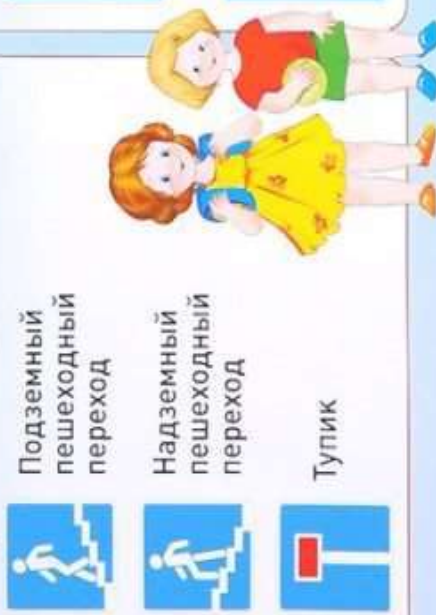 Подземный
пешеходный
переход
Надземный
пешеходный
переход
Тупик